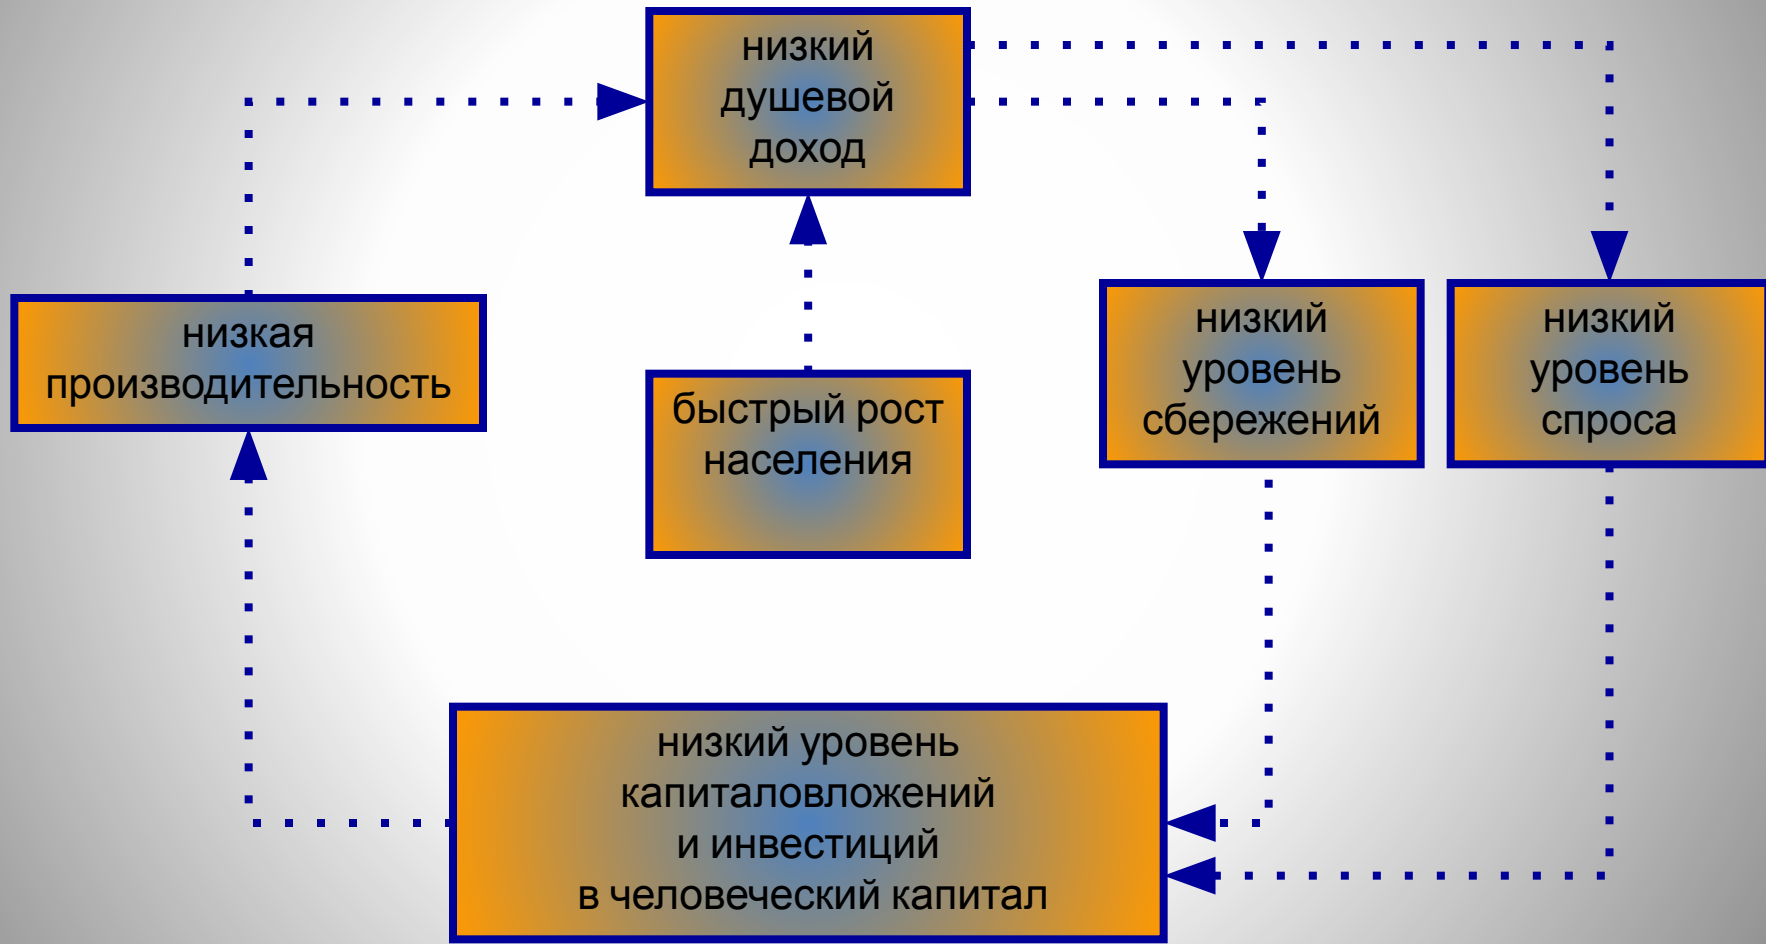 низкий
душевой
доход
низкая
производительность
быстрый рост
населения
низкий
уровень
сбережений
низкий
уровень
спроса
низкий уровень
капиталовложений
и инвестиций
в человеческий капитал